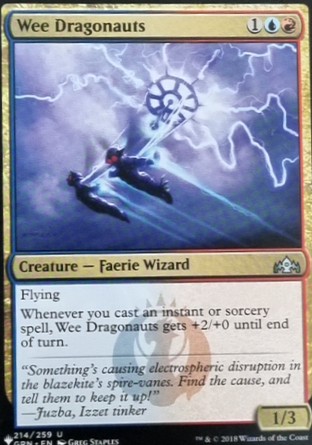 Wee Dragonauts 1
Creature — Faerie Wizard
Flying
Whenever you cast an instant or sorcery
spell, Wee Dragonauts gets +2/+0 until end
of turn.
"Something's causing electrospheric disruption in
the blazekite's spire-vanes. Find the cause, and
tell them to keep it up!"
—Juzba, Izzet tinker
1/3
214/259 U
GRN • EN GREG STAPLES
™ & © 2018 Wizards of the Coast